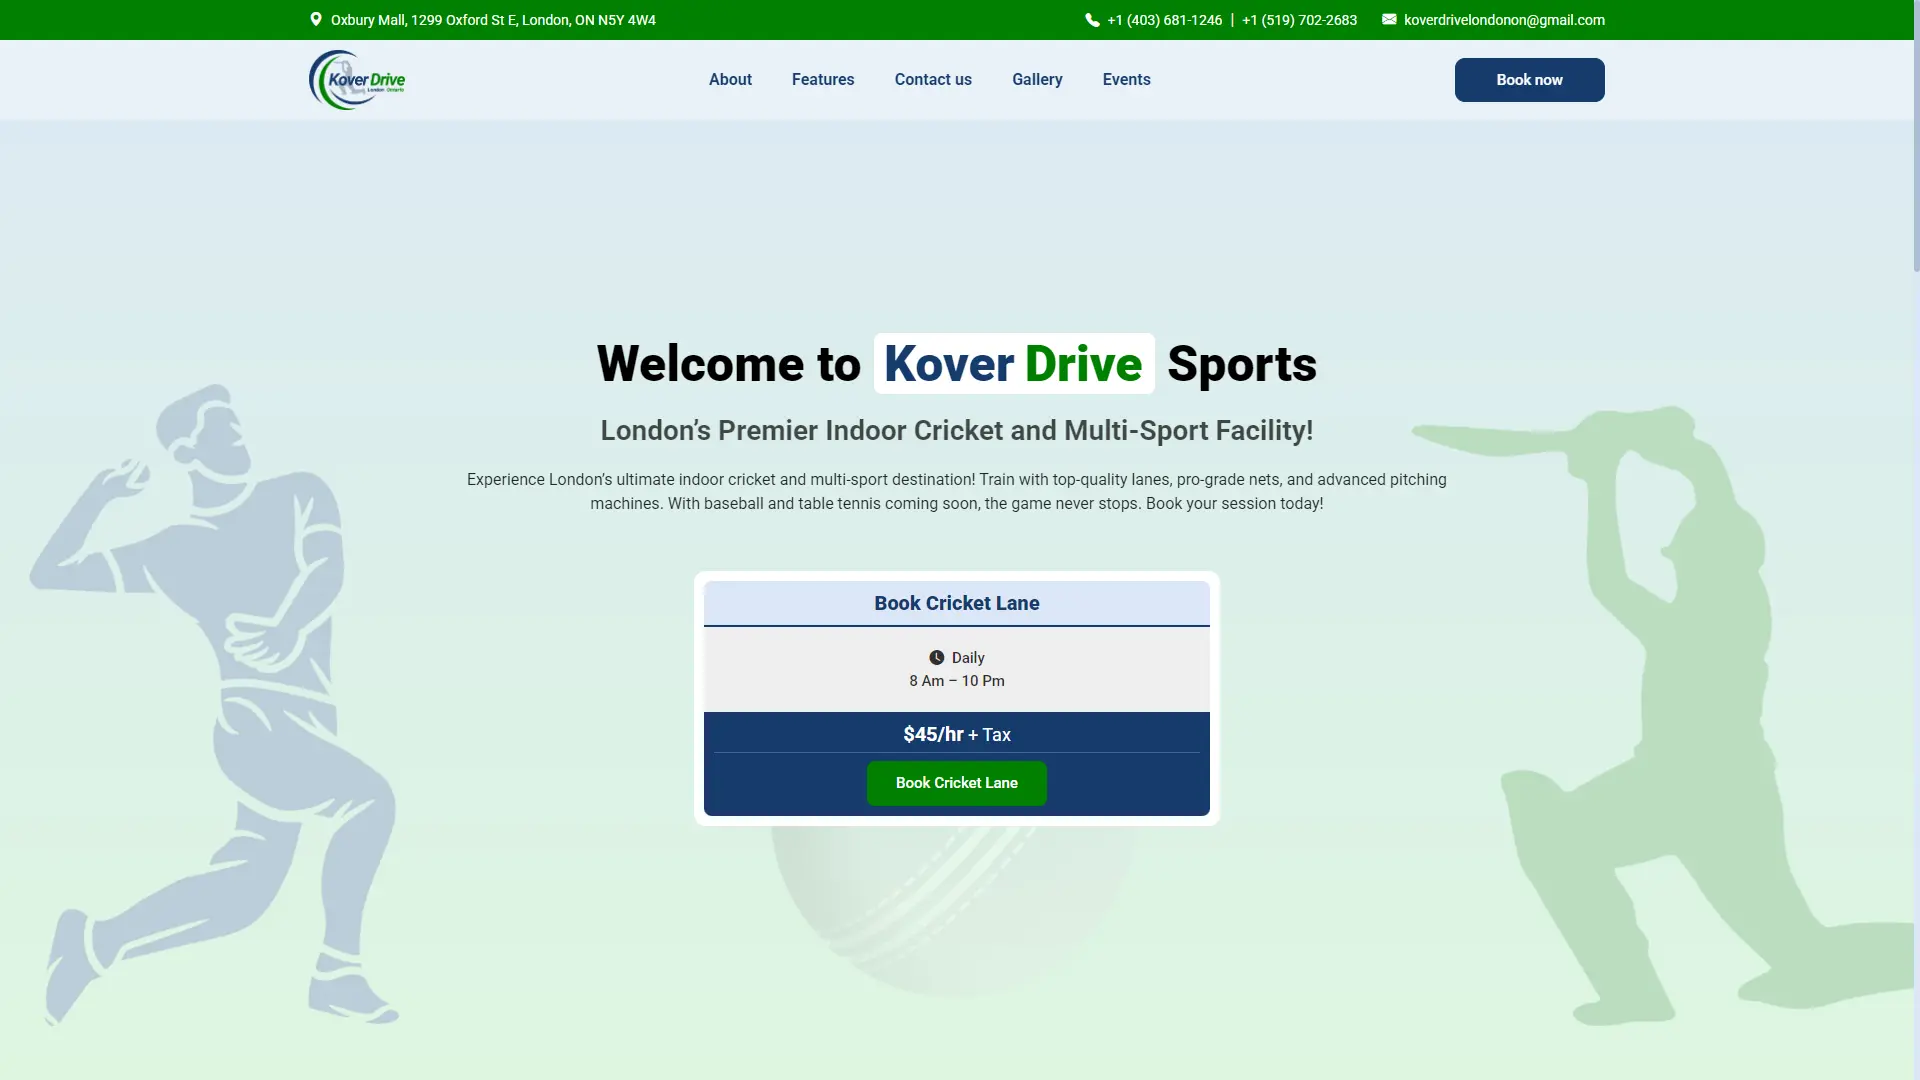 Oxbury Mall, 1299 Oxford St E, London, ON N5Y 4W4
+1 (403) 681-1246 | +1 (519) 702-2683
koverdrivelondonon@gmail.com
Kover Drive
London Ontario
About
Features
Contact us
Gallery
Events
Book now
Welcome to Kover Drive Sports
London’s Premier Indoor Cricket and Multi-Sport Facility!
Experience London’s ultimate indoor cricket and multi-sport destination! Train with top-quality lanes, pro-grade nets, and advanced pitching
machines. With baseball and table tennis coming soon, the game never stops. Book your session today!
Book Cricket Lane
Daily
8 Am – 10 Pm
$45/hr + Tax
Book Cricket Lane